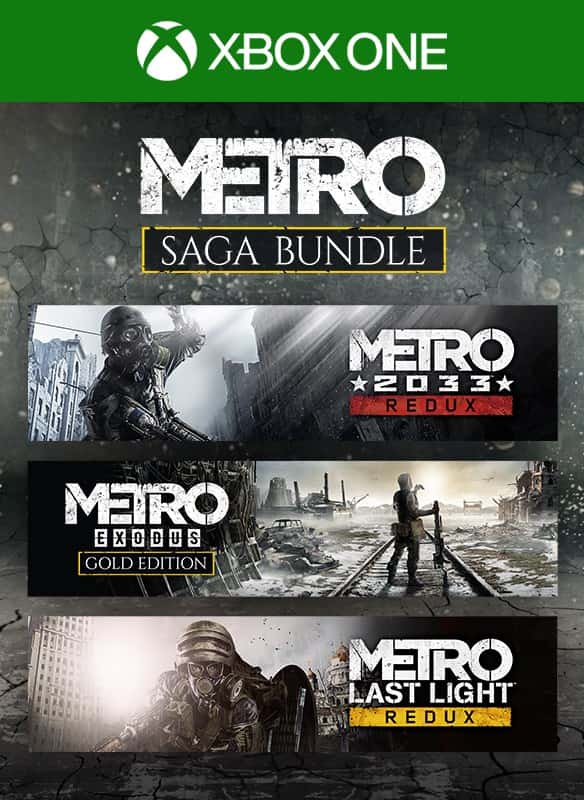 XBOX ONE
METRO
SAGA BUNDLE
METRO
2033
REDUX
METRO
EXODUS
GOLD EDITION
METRO
LAST LIGHT
REDUX